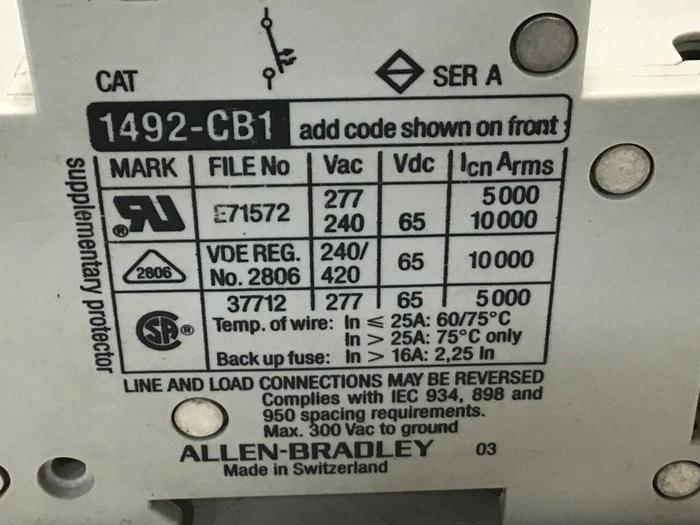 CAT SER A
1492-CB1 add code shown on front
supplementary protector
MARK FILE No Vac Vdc Icn Arms
RU ® E71572 277 240 65 5000 10000
2806 VDE REG. No. 2806 240/ 420 65 10000
SA ® 37712 277 65 5000
Temp. of wire: In ≤ 25A: 60/75°C
In > 25A: 75°C only
Back up fuse: In > 16A: 2,25 In
LINE AND LOAD CONNECTIONS MAY BE REVERSED
Complies with IEC 934, 898 and
950 spacing requirements.
Max. 300 Vac to ground
ALLEN-BRADLEY 03
Made in Switzerland